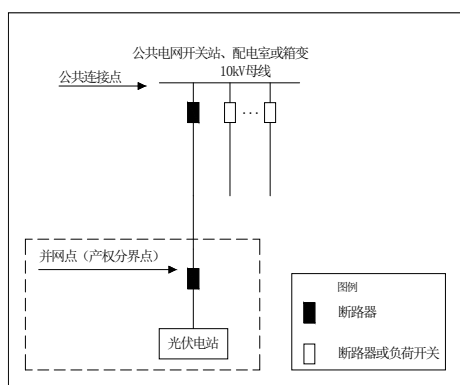 公共电网开关站、配电室或箱变
10kV母线
公共连接点
···
并网点（产权分界点）
光伏电站
图例
断路器
断路器或负荷开关